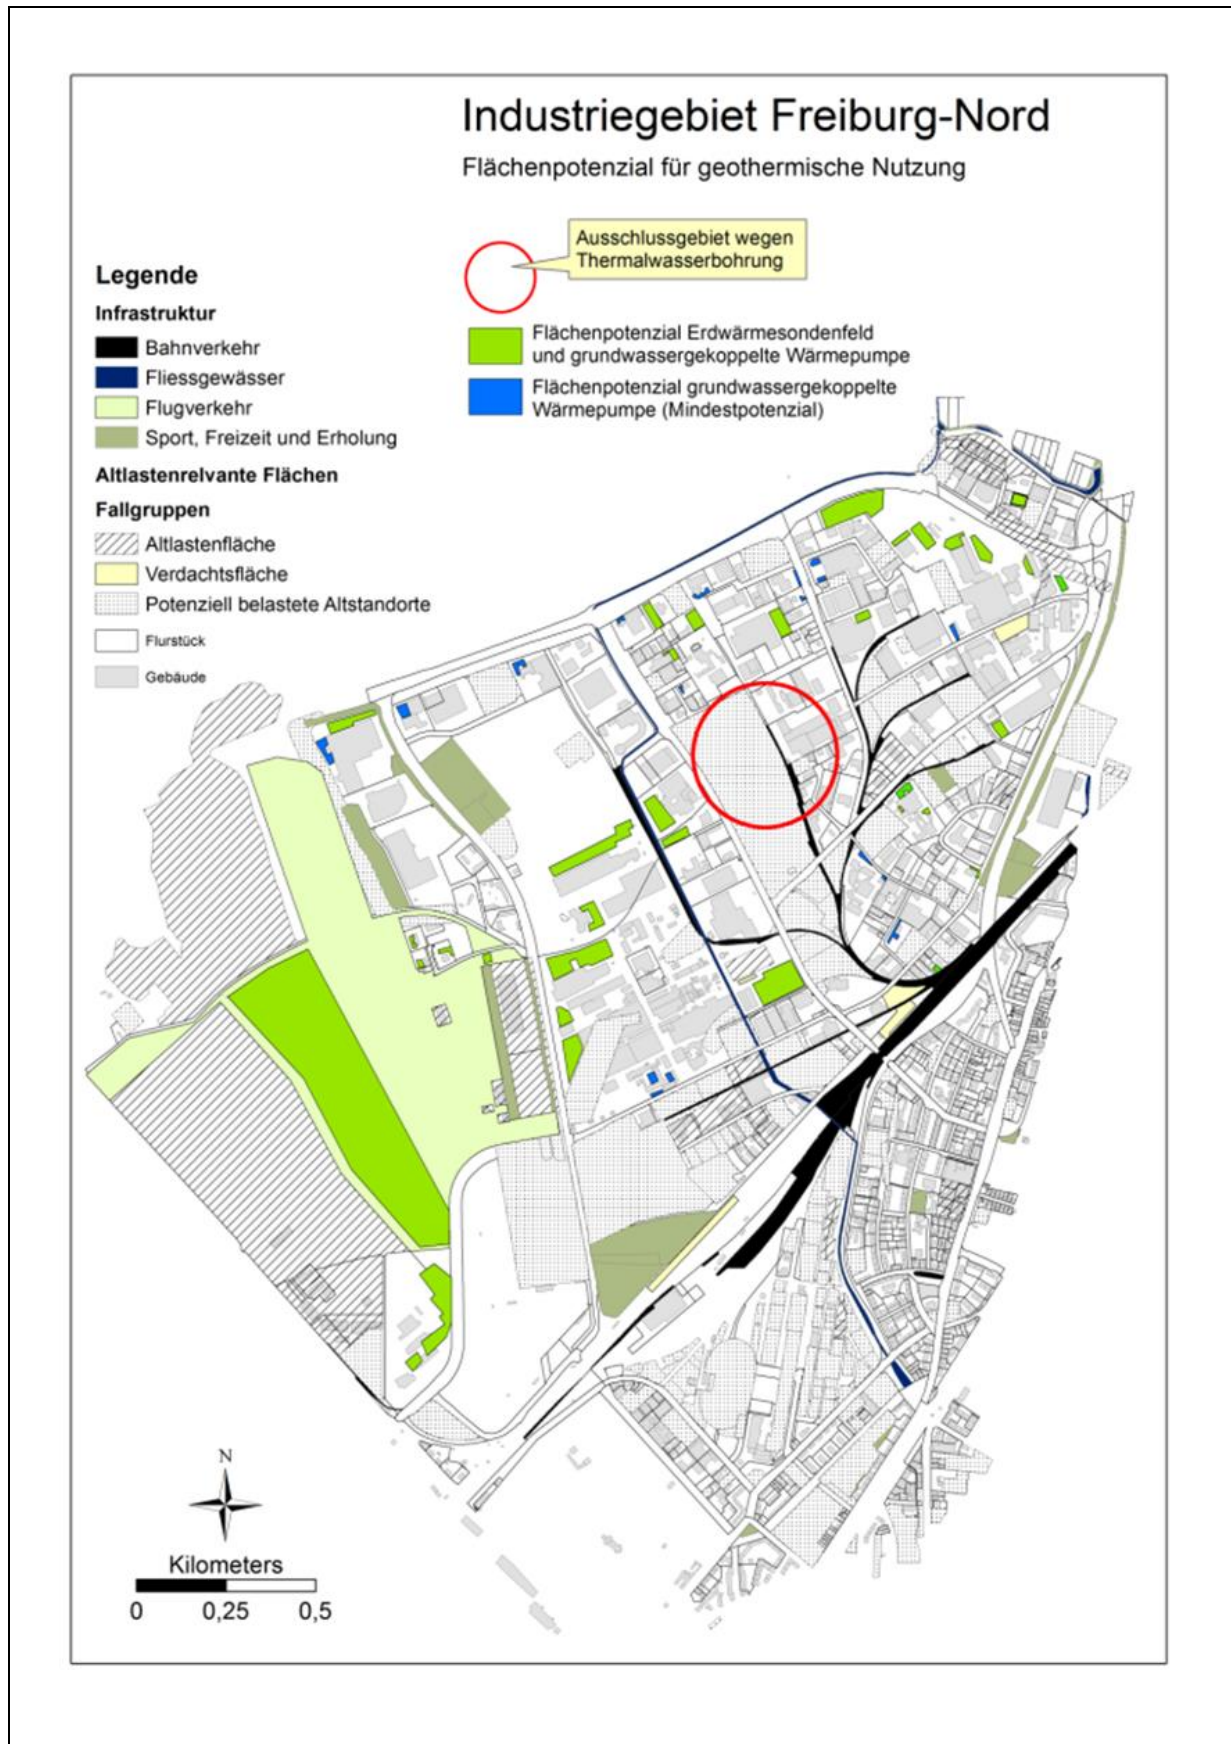 Industriegebiet Freiburg-Nord
Flächenpotenzial für geothermische Nutzung
Ausschlussgebiet wegen
Thermalwasserbohrung
Flächenpotenzial Erdwärmesondenfeld
und grundwassergekoppelte Wärmepumpe
Flächenpotenzial grundwassergekoppelte
Wärmepumpe (Mindestpotenzial)
Legende
Infrastruktur
Bahnverkehr
Fliessgewässer
Flugverkehr
Sport, Freizeit und Erholung
Altlastenrelvante Flächen
Fallgruppen
Altlastenfläche
Verdachtsfläche
Potenziell belastete Altstandorte
Flurstück
Gebäude
N
Kilometers
0 0,25 0,5